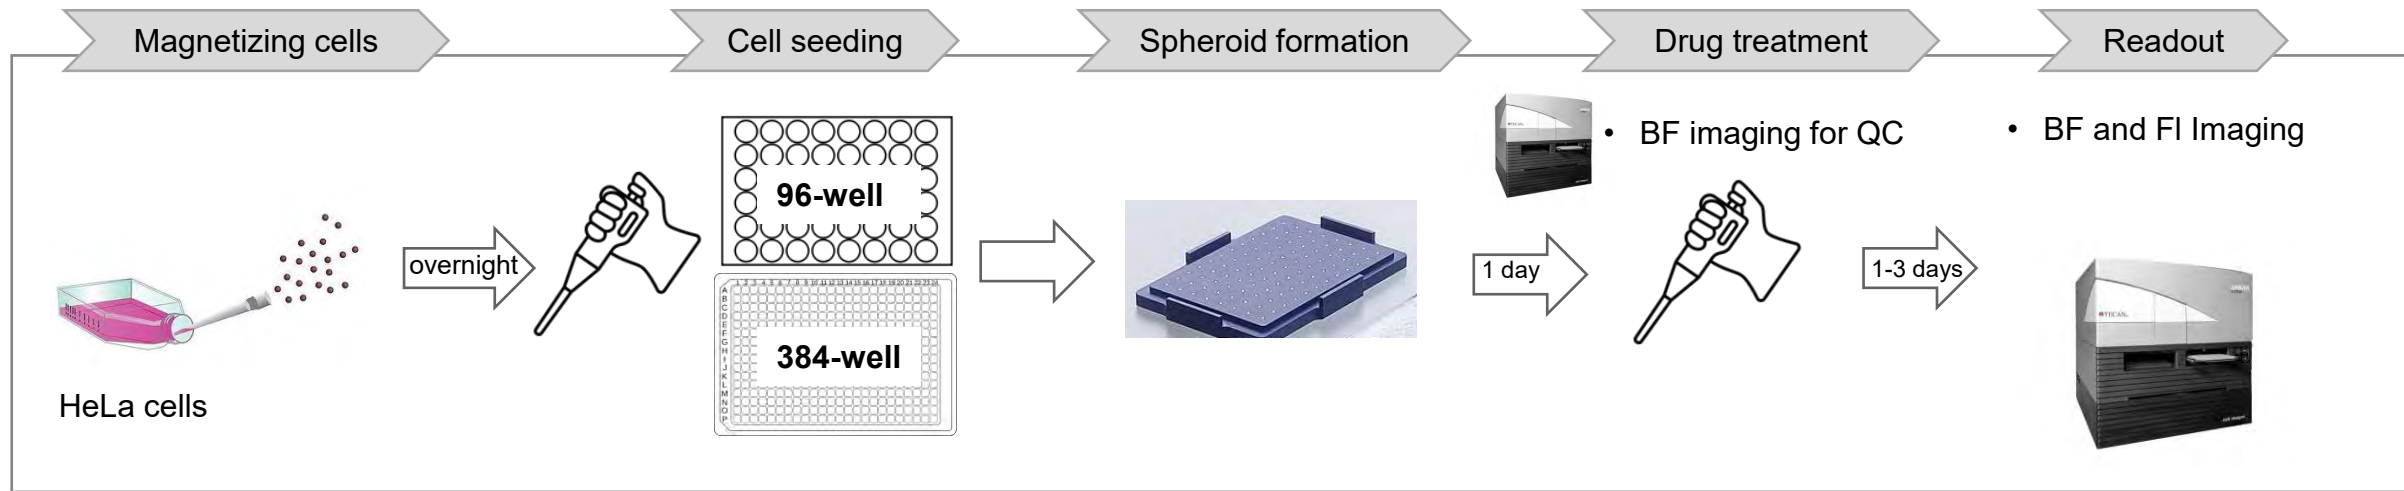 Magnetizing cells
Cell seeding
Spheroid formation
Drug treatment
Readout
HeLa cells
overnight
96-well
384-well
A
B
C
D
E
F
G
H
I
J
K
L
M
N
O
P
1 day
• BF imaging for QC
1-3 days
• BF and Fl Imaging
TECAN